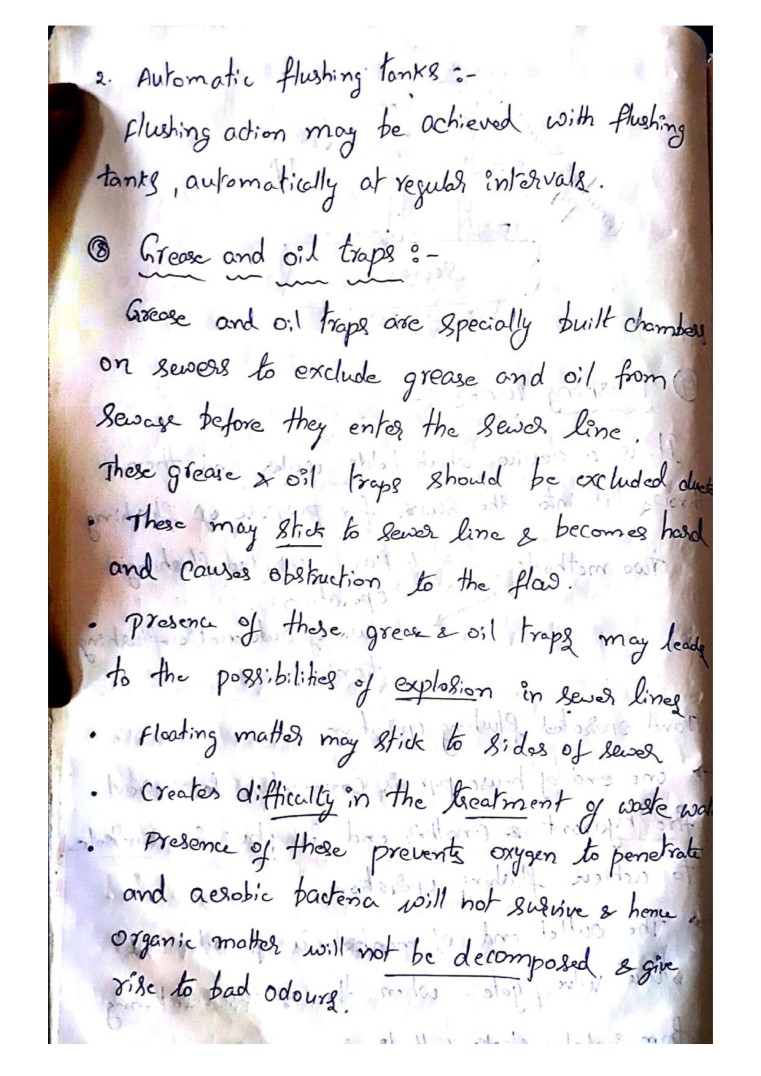 2. Automatic flushing tanks :-
flushing action may be achieved with flushing
tanks, automatically at regular intervals.
⑧ Grease and oil traps :-
Grease and oil traps are specially built chambers
on sewers to exclude grease and oil from
sewage before they enter the sewer line.
These grease & oil traps should be excluded
• These may stick to sewer line & becomes hard
and causes obstruction to the flow.
• presence of these grease & oil traps may leads
to the possibilities of explosion in sewer lines
• floating matter may stick to sides of sewer
• creates difficulty in the treatment of waste
• Presence of these prevents oxygen to penetrate
and aerobic bacteria will not survive & hence
organic matter will not be decomposed & give
rise to bad odours.